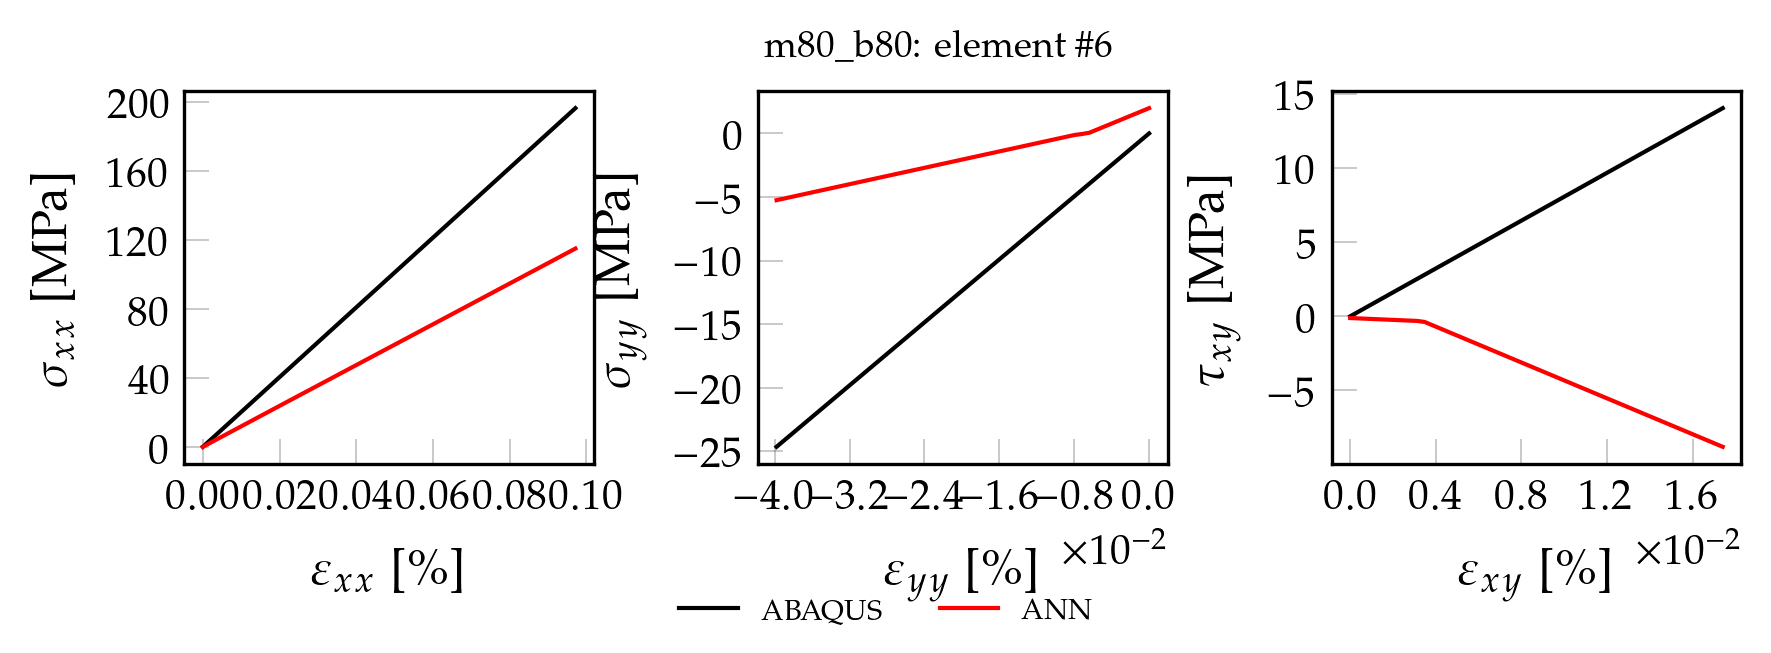 m80_b80: element #6
200
160
120
80
40
0
σxx [MPa]
0.00 0.02 0.04 0.06 0.08 0.10
εxx [%]
0
−5
−10
−15
−20
−25
σyy [MPa]
−4.0 −3.2 −2.4 −1.6 −0.8 0.0
×10⁻²
εyy [%]
15
10
5
0
−5
τxy [MPa]
0.0 0.4 0.8 1.2 1.6
×10⁻²
εxy [%]
ABAQUS ANN